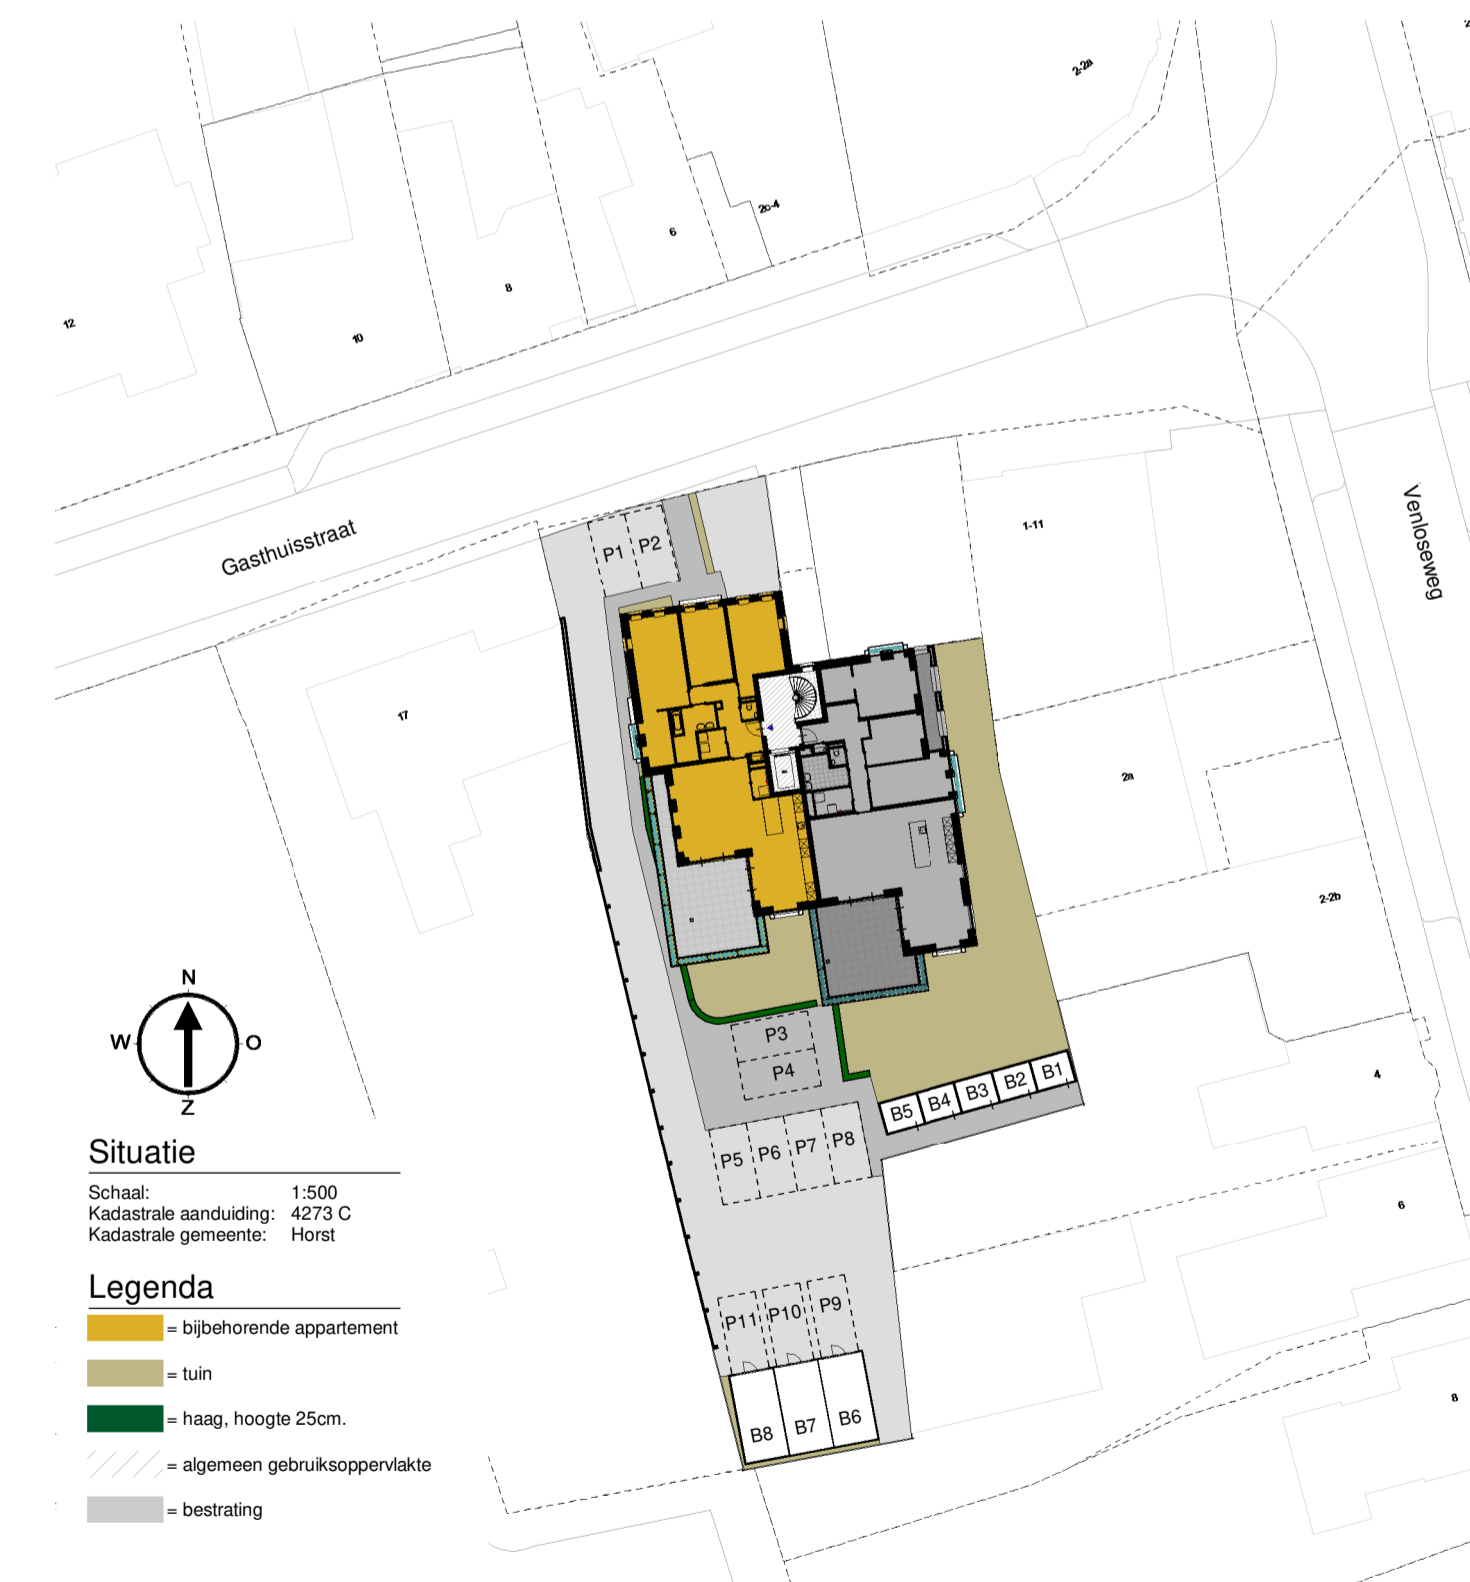 2-2a
2c-4
6
8
12
10
Gasthuisstraat
Venloseweg
1-11
P1
P2
17
2a
2-2b
N
W
O
Z
P3
P4
B5
B4
B3
B2
B1
4
P5
P6
P7
P8
6
Situatie
Schaal: 1:500
Kadastrale aanduiding: 4273 C
Kadastrale gemeente: Horst
P11
P10
P9
B8
B7
B6
8
Legenda
= bijbehorende appartement
= tuin
= haag, hoogte 25cm.
= algemeen gebruiksoppervlakte
= bestrating